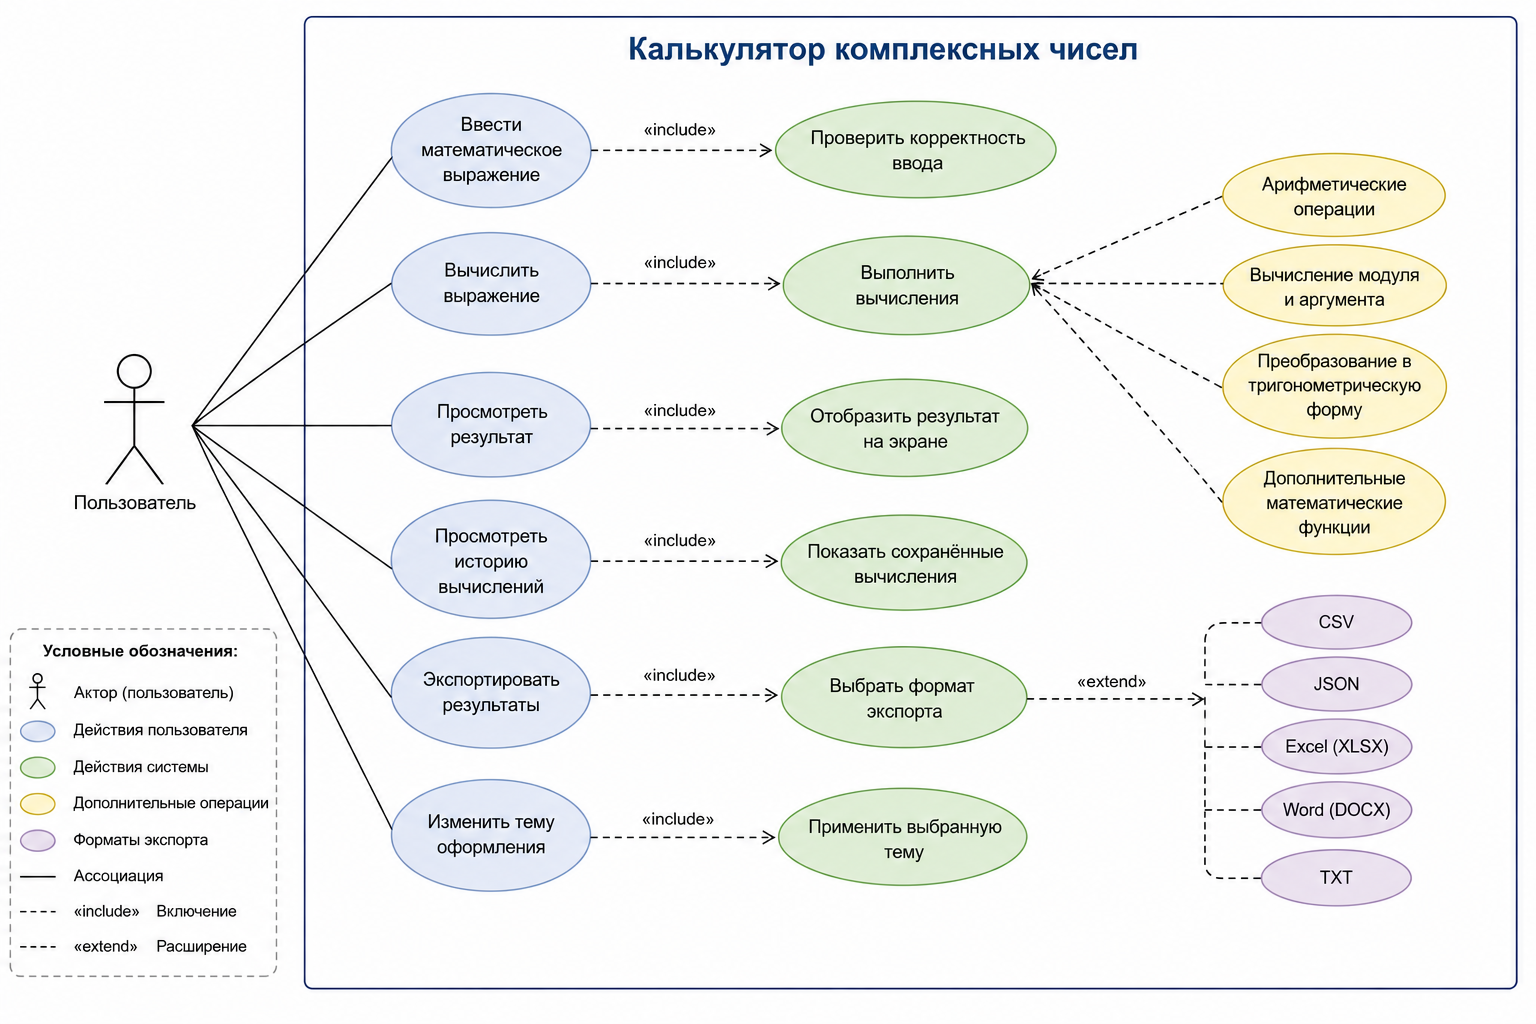 Калькулятор комплексных чисел
Ввести
математическое
выражение
«include»
Проверить корректность
ввода
Вычислить
выражение
«include»
Выполнить
вычисления
Арифметические
операции
Вычисление модуля
и аргумента
Преобразование в
тригонометрическую
форму
Дополнительные
математические
функции
Просмотреть
результат
«include»
Отобразить результат
на экране
Просмотреть
историю
вычислений
«include»
Показать сохранённые
вычисления
Экспортировать
результаты
«include»
Выбрать формат
экспорта
«extend»
CSV
JSON
Excel (XLSX)
Word (DOCX)
TXT
Изменить тему
оформления
«include»
Применить выбранную
тему
Пользователь
Условные обозначения:
Актор (пользователь)
Действия пользователя
Действия системы
Дополнительные операции
Форматы экспорта
Ассоциация
«include» Включение
«extend» Расширение